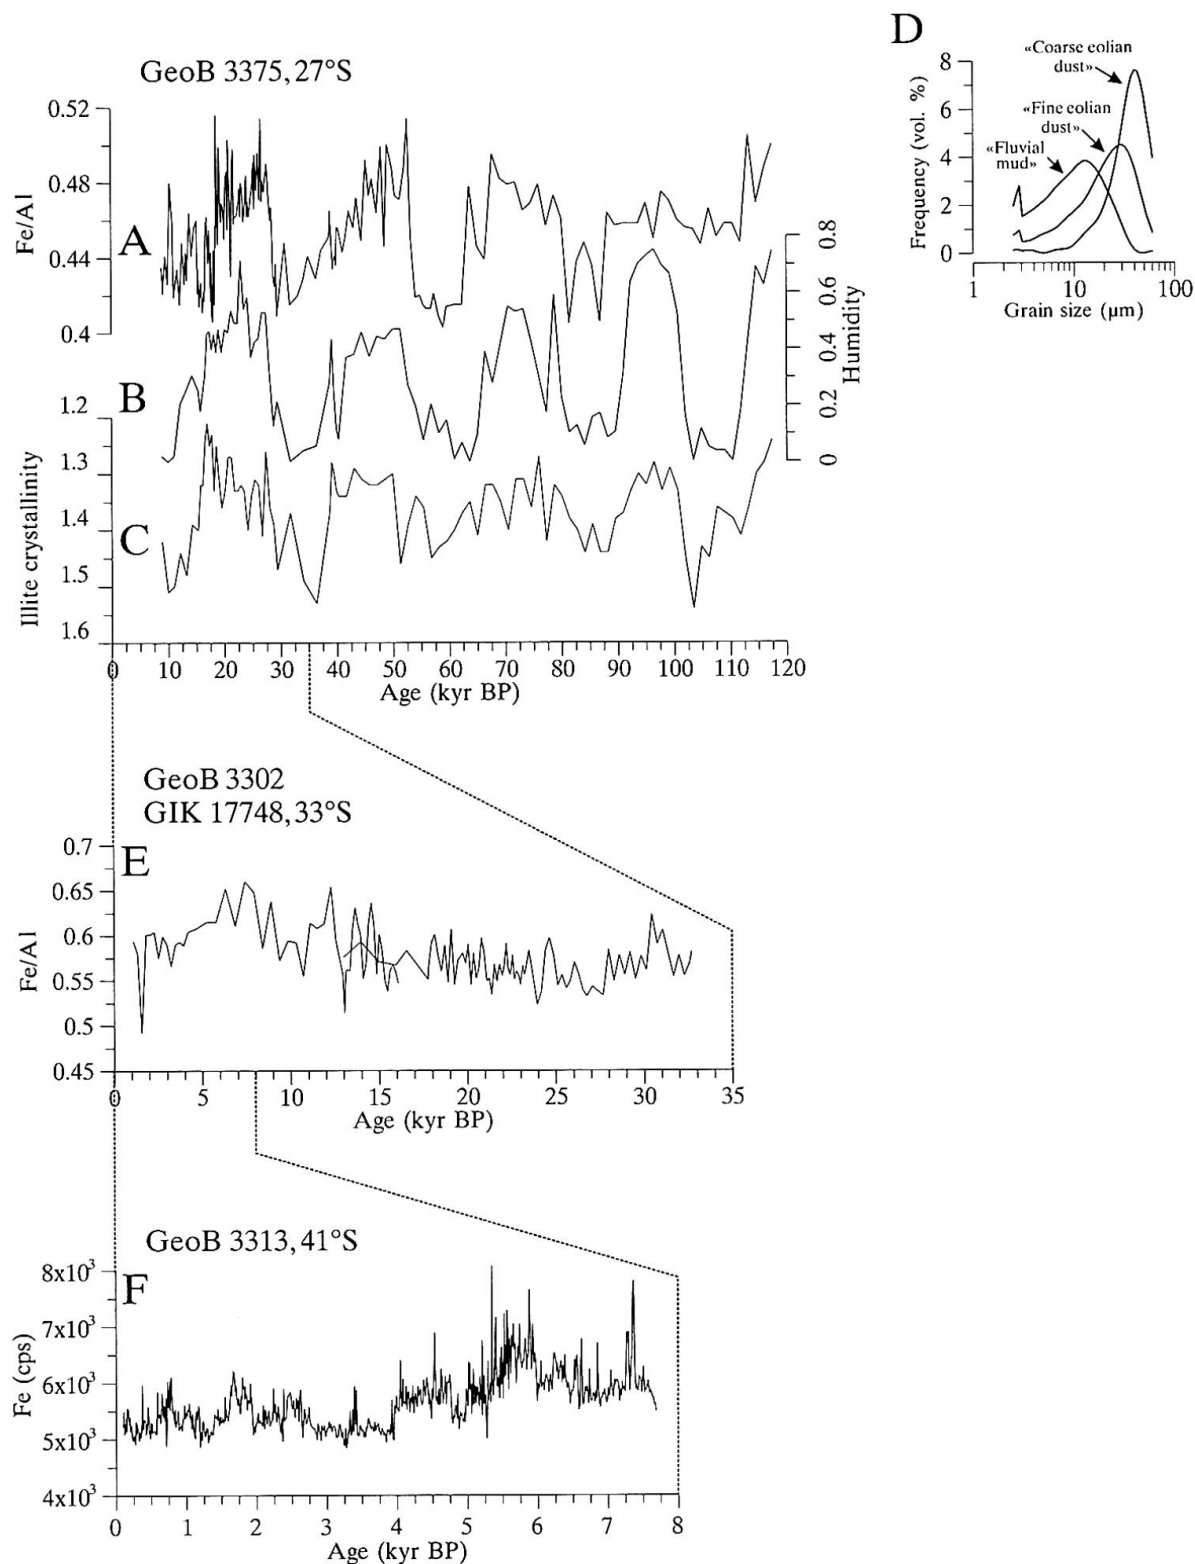 GeoB 3375, 27°S
0.52
0.48
0.44
0.4
Fe/Al
A
0.8
0.6
0.4
0.2
0
Humidity
B
1.2
1.3
1.4
1.5
1.6
Illite crystallinity
C
0 10 20 30 40 50 60 70 80 90 100 110 120
Age (kyr BP)
D
8
6
4
2
0
Frequency (vol. %)
«Coarse eolian
dust»
«Fine eolian
dust»
«Fluvial
mud»
1 10 100
Grain size (µm)
GeoB 3302
GIK 17748, 33°S
E
0.7
0.65
0.6
0.55
0.5
0.45
Fe/Al
0 5 10 15 20 25 30 35
Age (kyr BP)
GeoB 3313, 41°S
F
8x10³
7x10³
6x10³
5x10³
4x10³
Fe (cps)
0 1 2 3 4 5 6 7 8
Age (kyr BP)